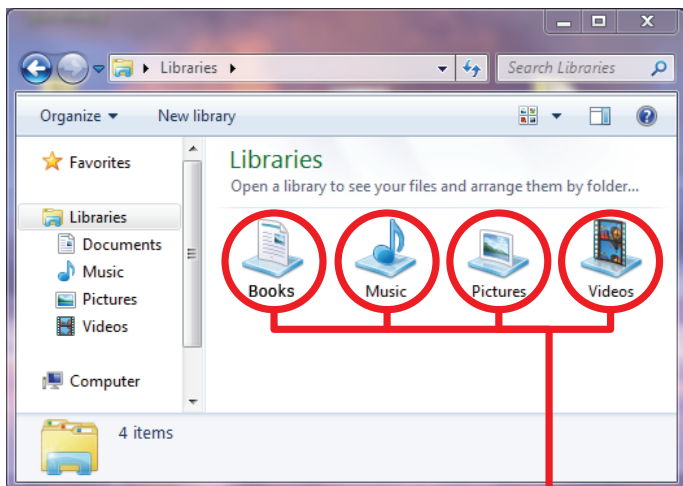 Libraries
Search Libraries
Organize
New library
Favorites
Libraries
Documents
Music
Pictures
Videos
Computer
Libraries
Open a library to see your files and arrange them by folder...
Books
Music
Pictures
Videos
4 items